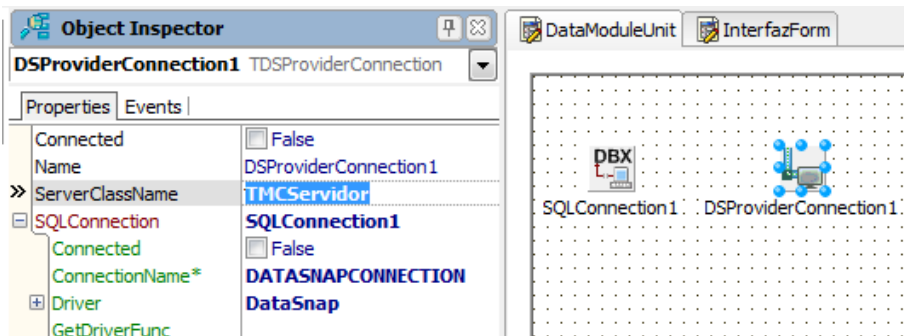 Object Inspector
DSProviderConnection1 TDSProviderConnection
Properties Events
Connected False
Name DSProviderConnection1
ServerClassName TMCServidor
SQLConnection SQLConnection1
Connected False
ConnectionName* DATASNAPCONNECTION
Driver DataSnap
GetDriverFunc
DataModuleUnit InterfazForm
DBX
SQLConnection1 DSProviderConnection1